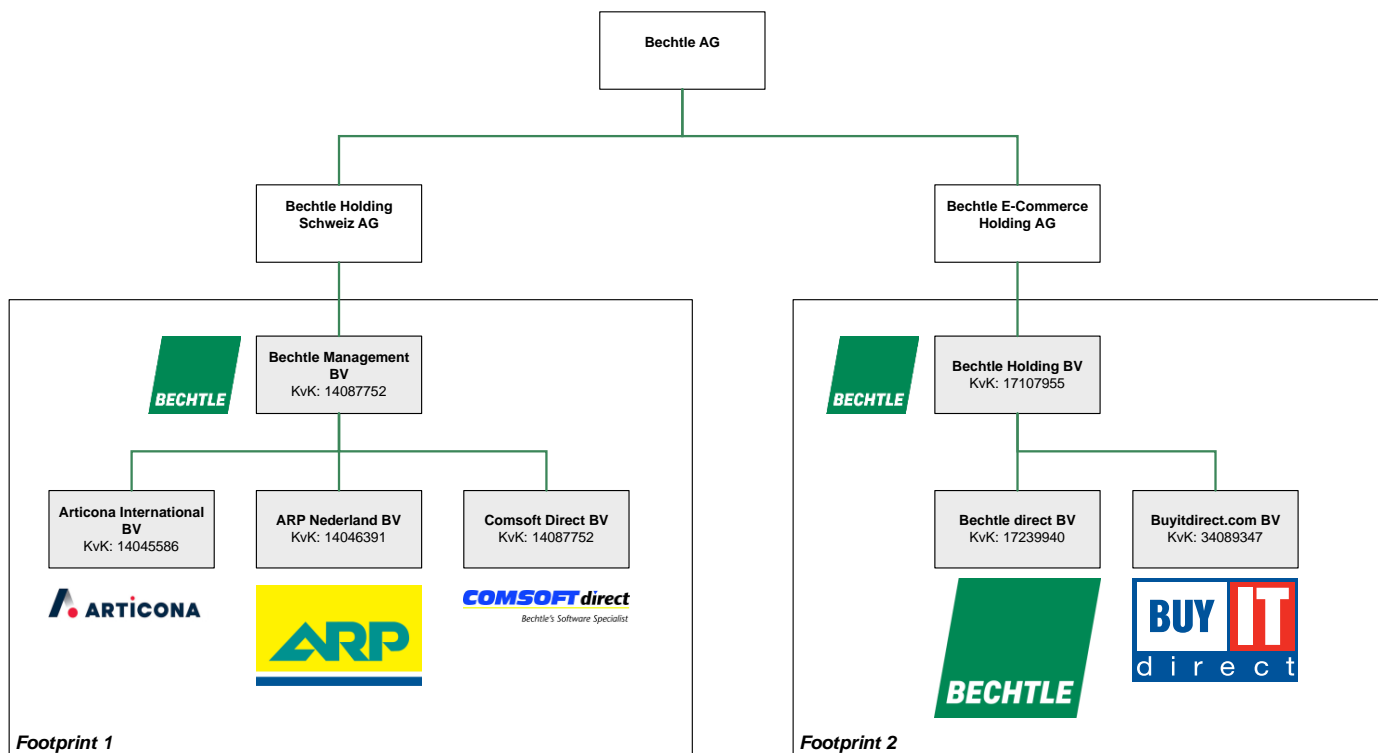 Bechtle AG
Bechtle Holding
Schweiz AG
Bechtle E-Commerce
Holding AG
BECHTLE
Bechtle Management
BV
KvK: 14087752
BECHTLE
Bechtle Holding BV
KvK: 17107955
Articona International
BV
KvK: 14045586
ARP Nederland BV
KvK: 14046391
Comsoft Direct BV
KvK: 14087752
Bechtle direct BV
KvK: 17239940
Buyitdirect.com BV
KvK: 34089347
ARTICONA
ARP
COMSOFT direct
Bechtle's Software Specialist
BECHTLE
BUY IT
direct
Footprint 1
Footprint 2